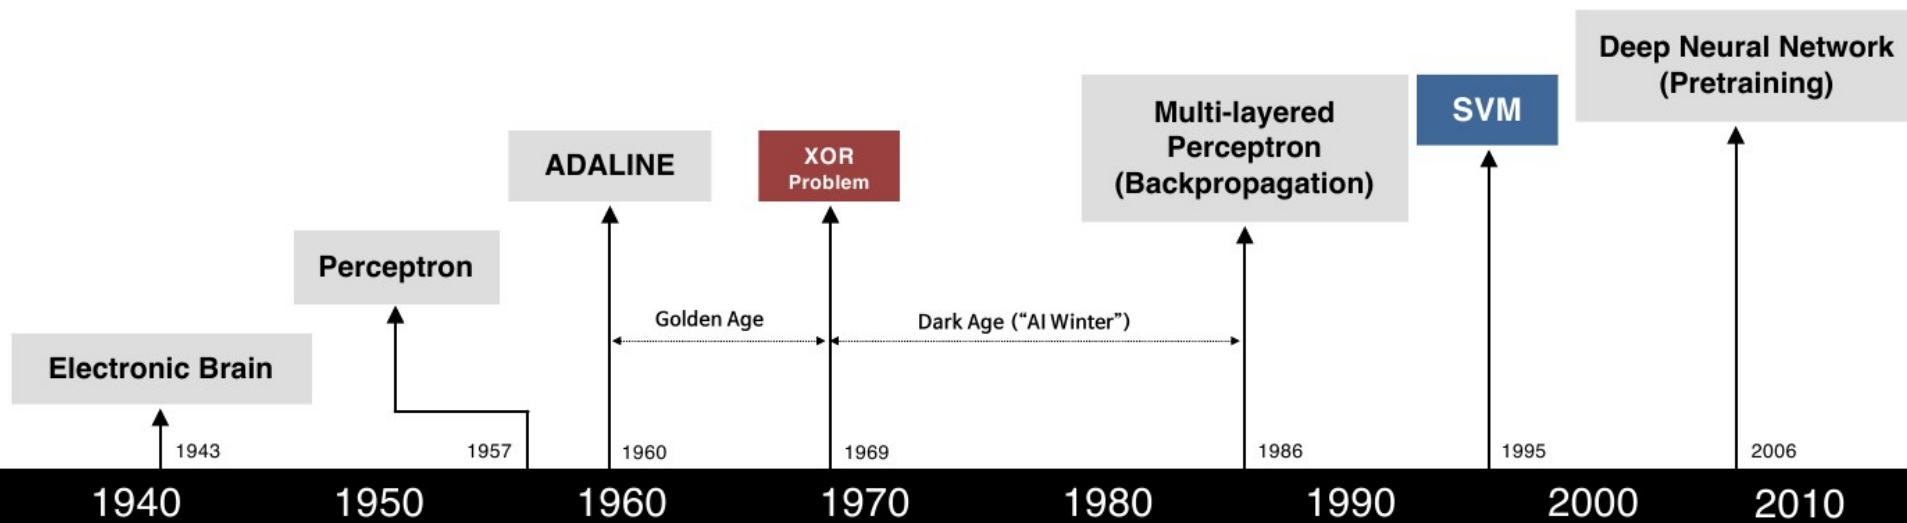 Deep Neural Network
(Pretraining)
Multi-layered
Perceptron
(Backpropagation)
SVM
ADALINE
XOR
Problem
Perceptron
Golden Age
Dark Age (“AI Winter”)
Electronic Brain
1943
1957
1960
1969
1986
1995
2006
1940
1950
1960
1970
1980
1990
2000
2010